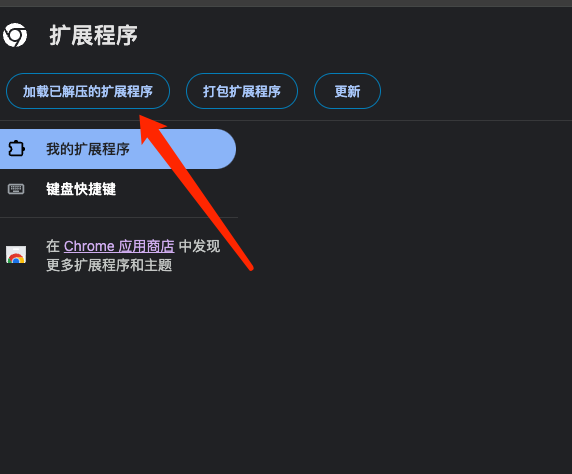 扩展程序
加载已解压的扩展程序 打包扩展程序 更新
我的扩展程序
键盘快捷键
在 Chrome 应用商店 中发现
更多扩展程序和主题